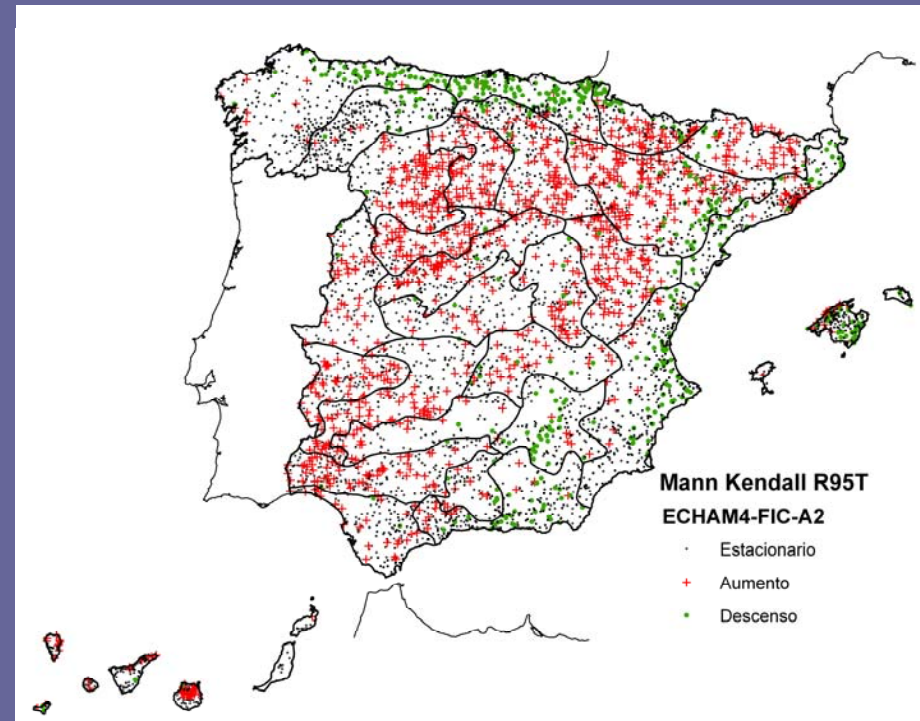 Mann Kendall R95T
ECHAM4-FIC-A2
Estacionario
Aumento
Descenso